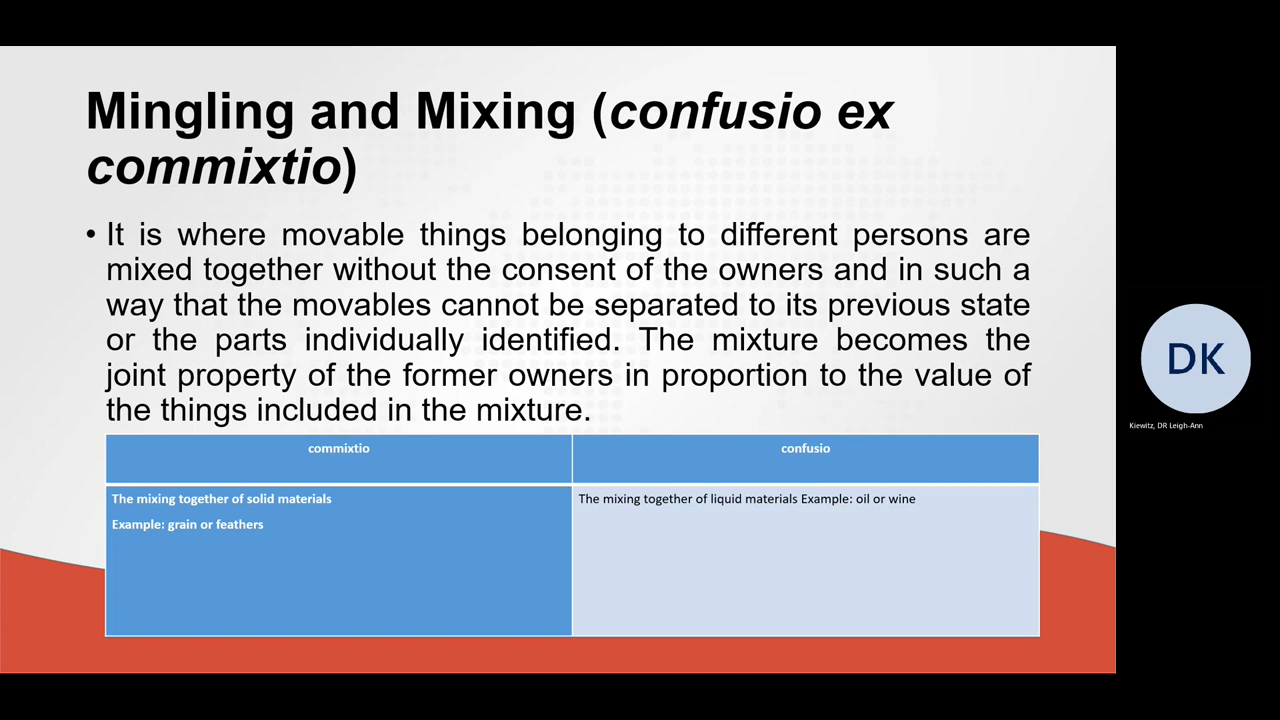 Mingling and Mixing (confusio ex
commixtio)
• It is where movable things belonging to different persons are
mixed together without the consent of the owners and in such a
way that the movables cannot be separated to its previous state
or the parts individually identified. The mixture becomes the
joint property of the former owners in proportion to the value of
the things included in the mixture.
commixtio
confusio
The mixing together of solid materials
Example: grain or feathers
The mixing together of liquid materials Example: oil or wine
DK
Kiewitz, DR Leigh-Ann